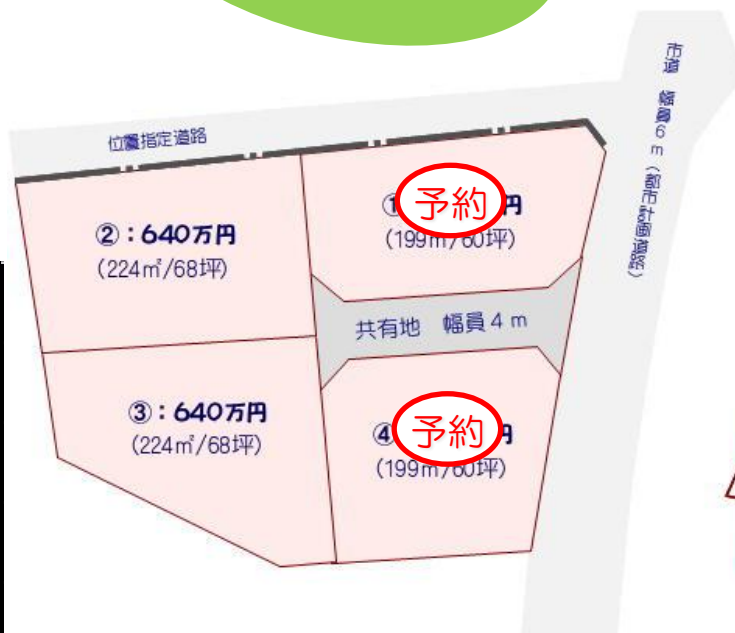 市道 幅員6m(都市計画道路)
位置指定道路
① 予約 円
(199㎡/60坪)
②:640万円
(224㎡/68坪)
共有地 幅員4m
③:640万円
(224㎡/68坪)
④ 予約 円
(199㎡/60坪)